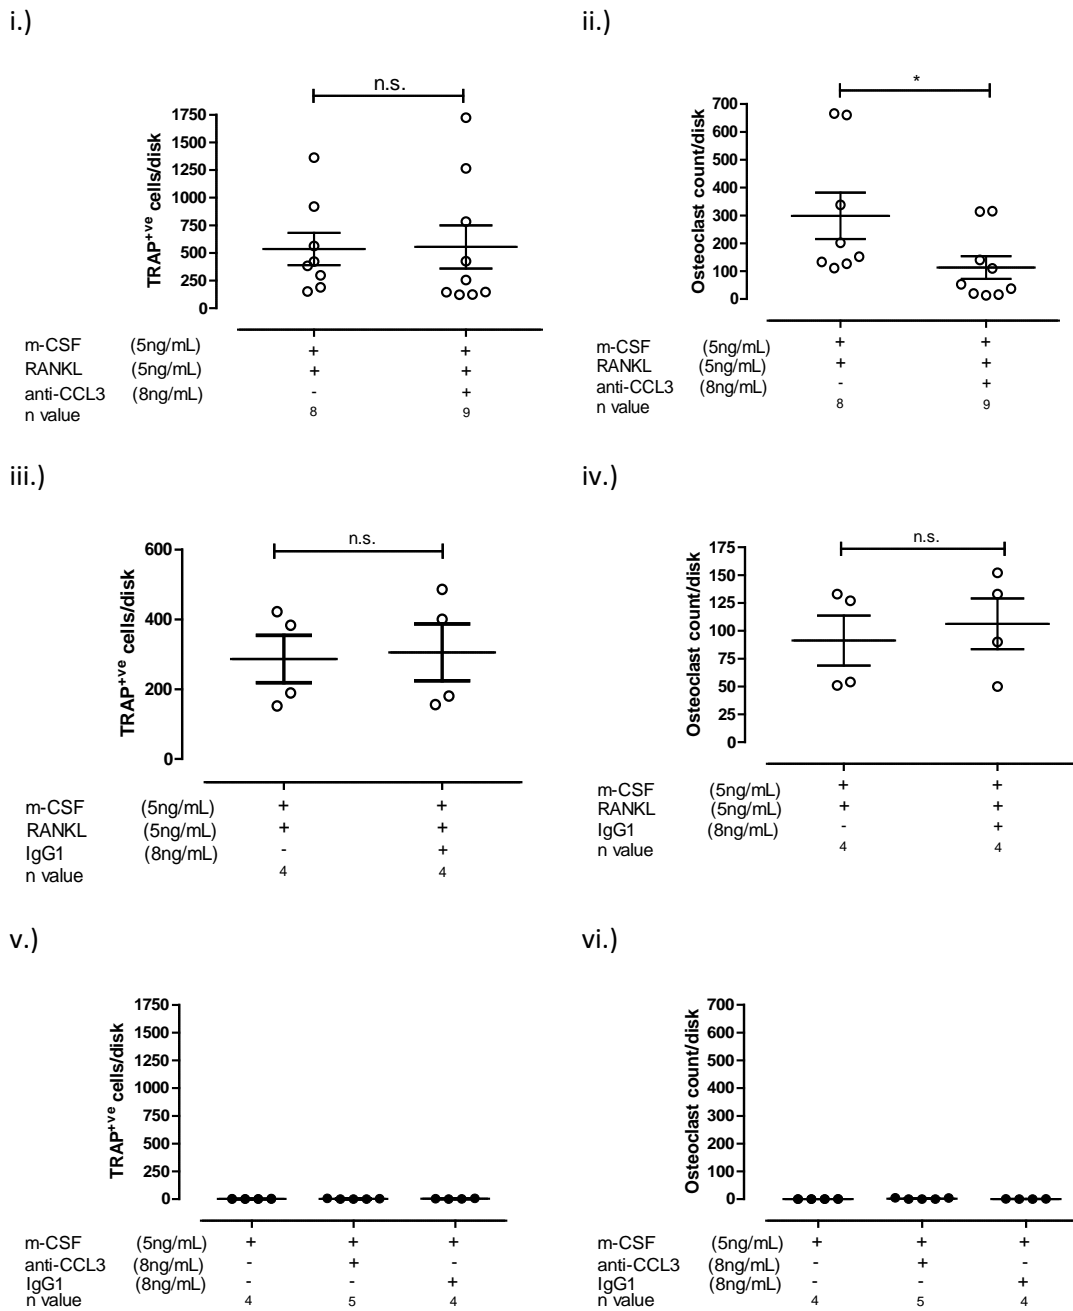 i.)
n.s.
TRAP+ve cells/disk
1750
1500
1250
1000
750
500
250
0
m-CSF (5ng/mL) + +
RANKL (5ng/mL) + +
anti-CCL3 (8ng/mL) - +
n value 8 9
ii.)
*
Osteoclast count/disk
700
600
500
400
300
200
100
0
m-CSF (5ng/mL) + +
RANKL (5ng/mL) + +
anti-CCL3 (8ng/mL) - +
n value 8 9
iii.)
n.s.
TRAP+ve cells/disk
600
400
200
0
m-CSF (5ng/mL) + +
RANKL (5ng/mL) + +
IgG1 (8ng/mL) - +
n value 4 4
iv.)
n.s.
Osteoclast count/disk
175
150
125
100
75
50
25
0
m-CSF (5ng/mL) + +
RANKL (5ng/mL) + +
IgG1 (8ng/mL) - +
n value 4 4
v.)
TRAP+ve cells/disk
1750
1500
1250
1000
750
500
250
0
m-CSF (5ng/mL) + + +
anti-CCL3 (8ng/mL) - + -
IgG1 (8ng/mL) - - +
n value 4 5 4
vi.)
Osteoclast count/disk
700
600
500
400
300
200
100
0
m-CSF (5ng/mL) + + +
anti-CCL3 (8ng/mL) - + -
IgG1 (8ng/mL) - - +
n value 4 5 4